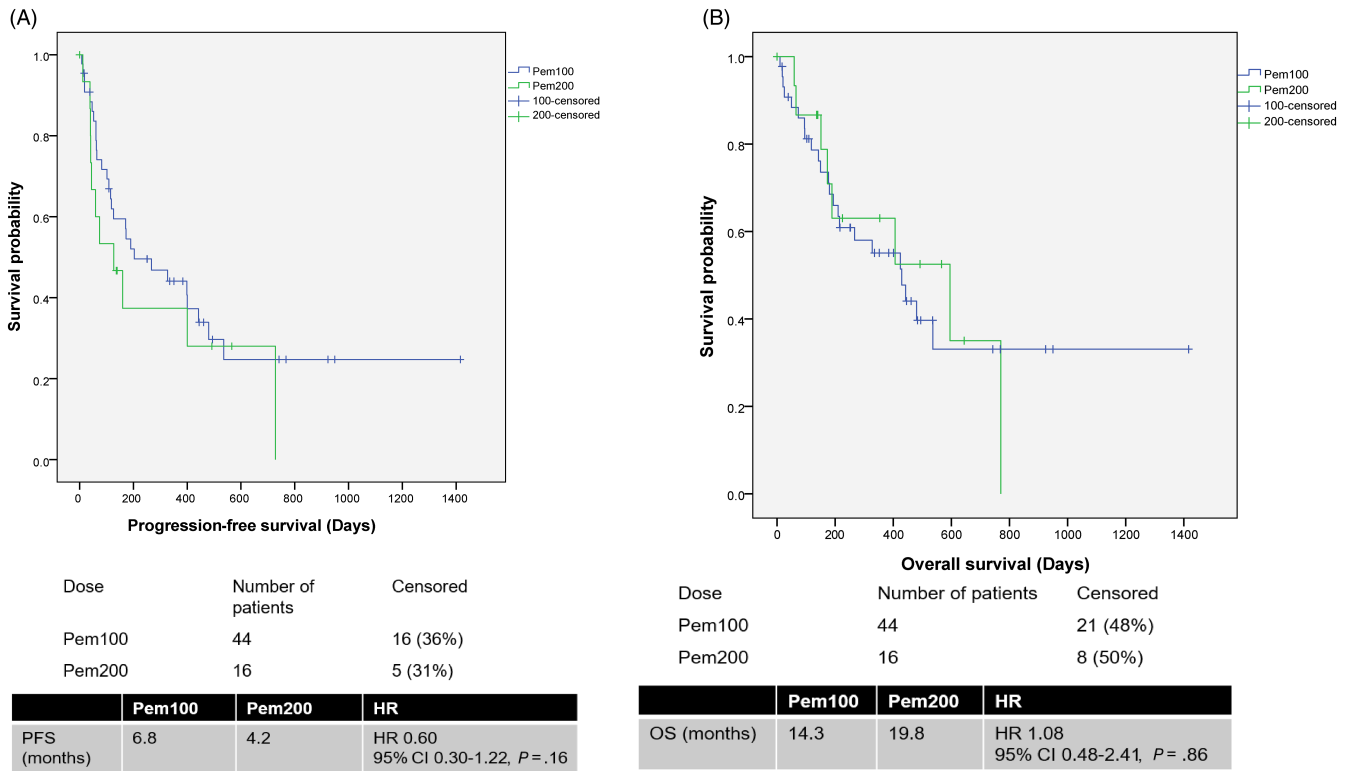 (A)
1.0
0.8
0.6
0.4
0.2
0.0
Survival probability
0 200 400 600 800 1000 1200 1400
Progression-free survival (Days)
Pem100
Pem200
100-censored
200-censored
Dose Number of patients Censored
Pem100 44 16 (36%)
Pem200 16 5 (31%)
Pem100 Pem200 HR
PFS (months) 6.8 4.2 HR 0.60
95% CI 0.30-1.22, P = .16
(B)
1.0
0.8
0.6
0.4
0.2
0.0
Survival probability
0 200 400 600 800 1000 1200 1400
Overall survival (Days)
Pem100
Pem200
100-censored
200-censored
Dose Number of patients Censored
Pem100 44 21 (48%)
Pem200 16 8 (50%)
Pem100 Pem200 HR
OS (months) 14.3 19.8 HR 1.08
95% CI 0.48-2.41, P = .86